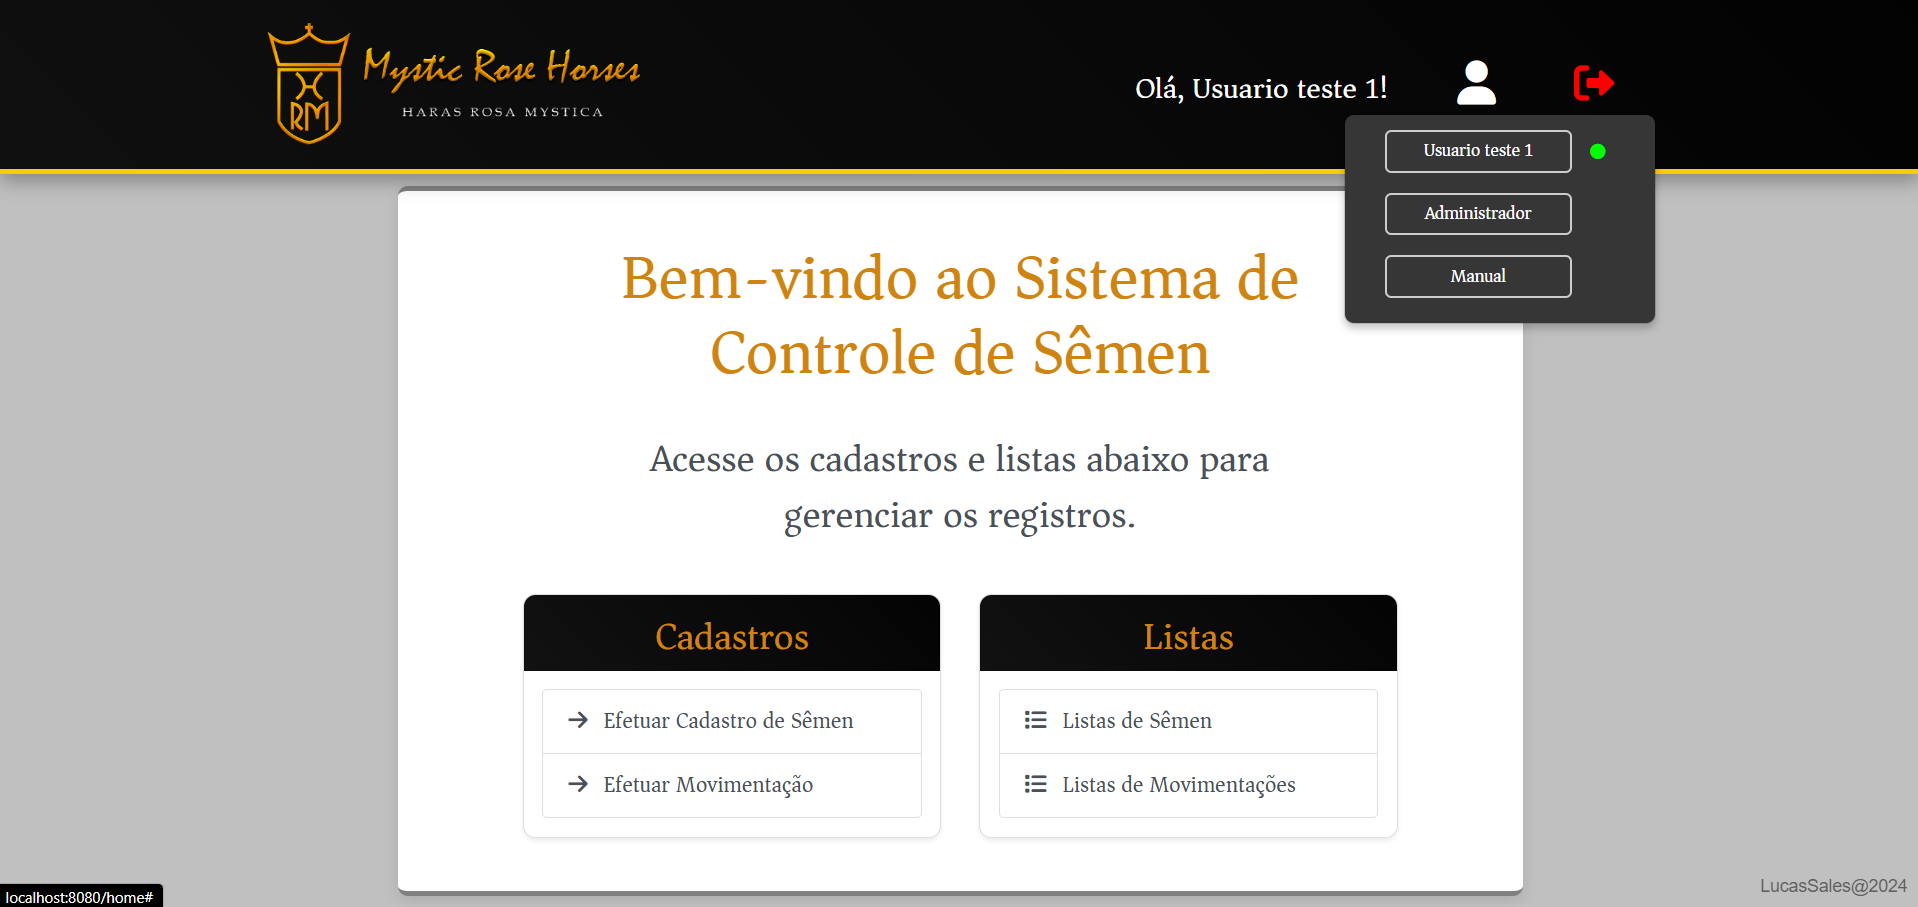 Mystic Rose Horses
HARAS ROSA MYSTICA
RM
Olá, Usuario teste 1!
Usuario teste 1
Administrador
Manual
Bem-vindo ao Sistema de
Controle de Sêmen
Acesse os cadastros e listas abaixo para
gerenciar os registros.
Cadastros
Efetuar Cadastro de Sêmen
Efetuar Movimentação
Listas
Listas de Sêmen
Listas de Movimentações
localhost:8080/home#
LucasSales@2024